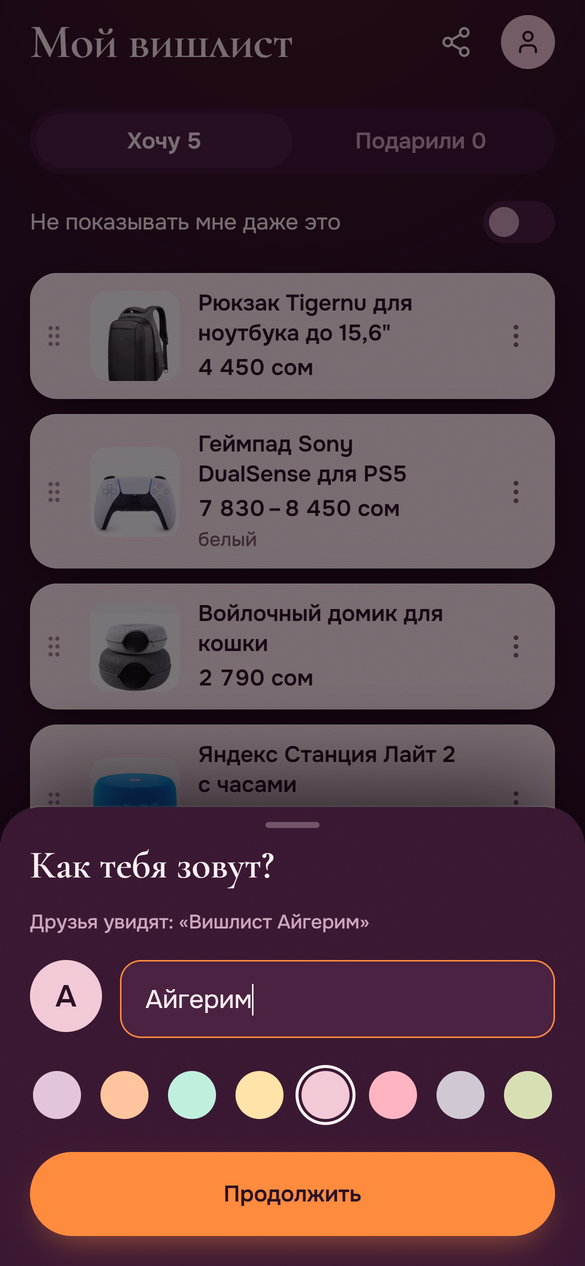 Мой вишлист
Хочу 5
Подарили 0
Не показывать мне даже это
Рюкзак Tigernu для
ноутбука до 15,6"
4 450 сом
Геймпад Sony
DualSense для PS5
7 830 – 8 450 сом
белый
Войлочный домик для
кошки
2 790 сом
Яндекс Станция Лайт 2
с часами
Как тебя зовут?
Друзья увидят: «Вишлист Айгерим»
А
Айгерим
Продолжить